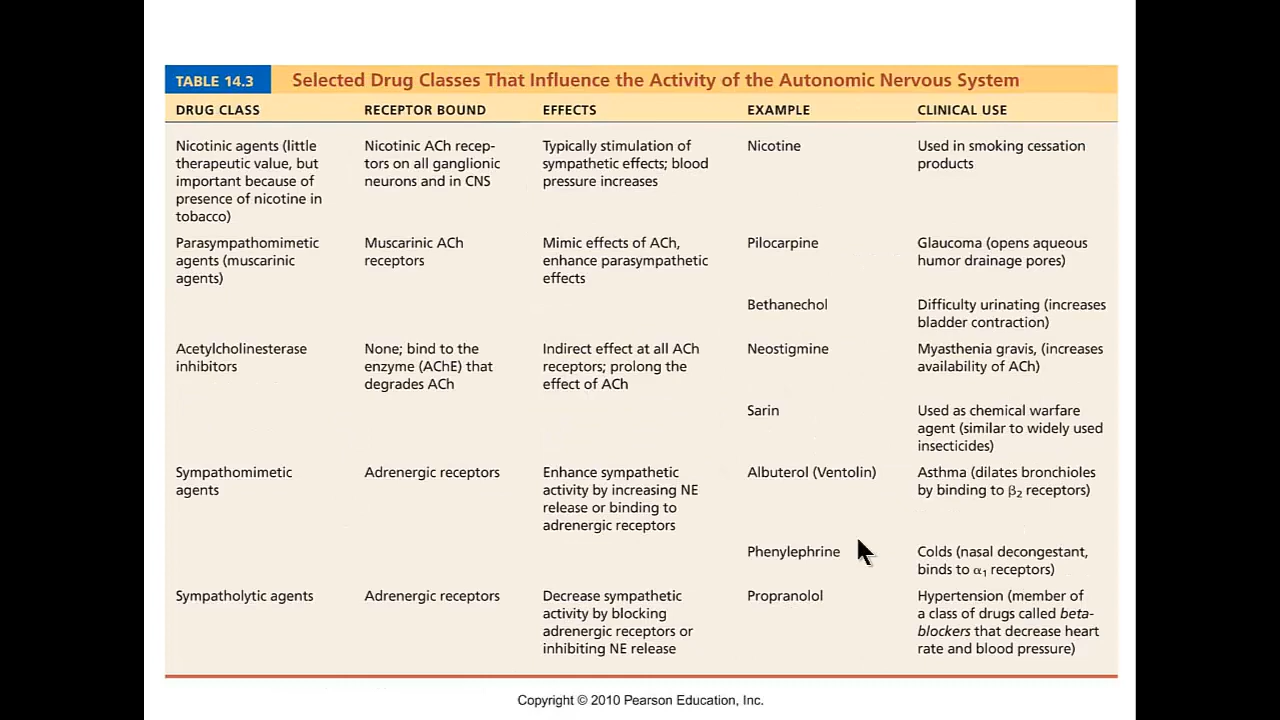 TABLE 14.3 Selected Drug Classes That Influence the Activity of the Autonomic Nervous System
DRUG CLASS RECEPTOR BOUND EFFECTS EXAMPLE CLINICAL USE
Nicotinic agents (little Nicotinic ACh recep- Typically stimulation of Nicotine Used in smoking cessation
therapeutic value, but tors on all ganglionic sympathetic effects; blood products
important because of neurons and in CNS pressure increases
presence of nicotine in
tobacco)
Parasympathomimetic Muscarinic ACh Mimic effects of ACh, Pilocarpine Glaucoma (opens aqueous
agents (muscarinic receptors enhance parasympathetic humor drainage pores)
agents) effects
Bethanechol Difficulty urinating (increases
bladder contraction)
Acetylcholinesterase None; bind to the Indirect effect at all ACh Neostigmine Myasthenia gravis, (increases
inhibitors enzyme (AChE) that receptors; prolong the availability of ACh)
degrades ACh effect of ACh
Sarin Used as chemical warfare
agent (similar to widely used
insecticides)
Sympathomimetic Adrenergic receptors Enhance sympathetic Albuterol (Ventolin) Asthma (dilates bronchioles
agents activity by increasing NE by binding to β₂ receptors)
release or binding to
adrenergic receptors
Phenylephrine Colds (nasal decongestant,
binds to α₁ receptors)
Sympatholytic agents Adrenergic receptors Decrease sympathetic Propranolol Hypertension (member of
activity by blocking a class of drugs called beta-
adrenergic receptors or blockers that decrease heart
inhibiting NE release rate and blood pressure)
Copyright © 2010 Pearson Education, Inc.